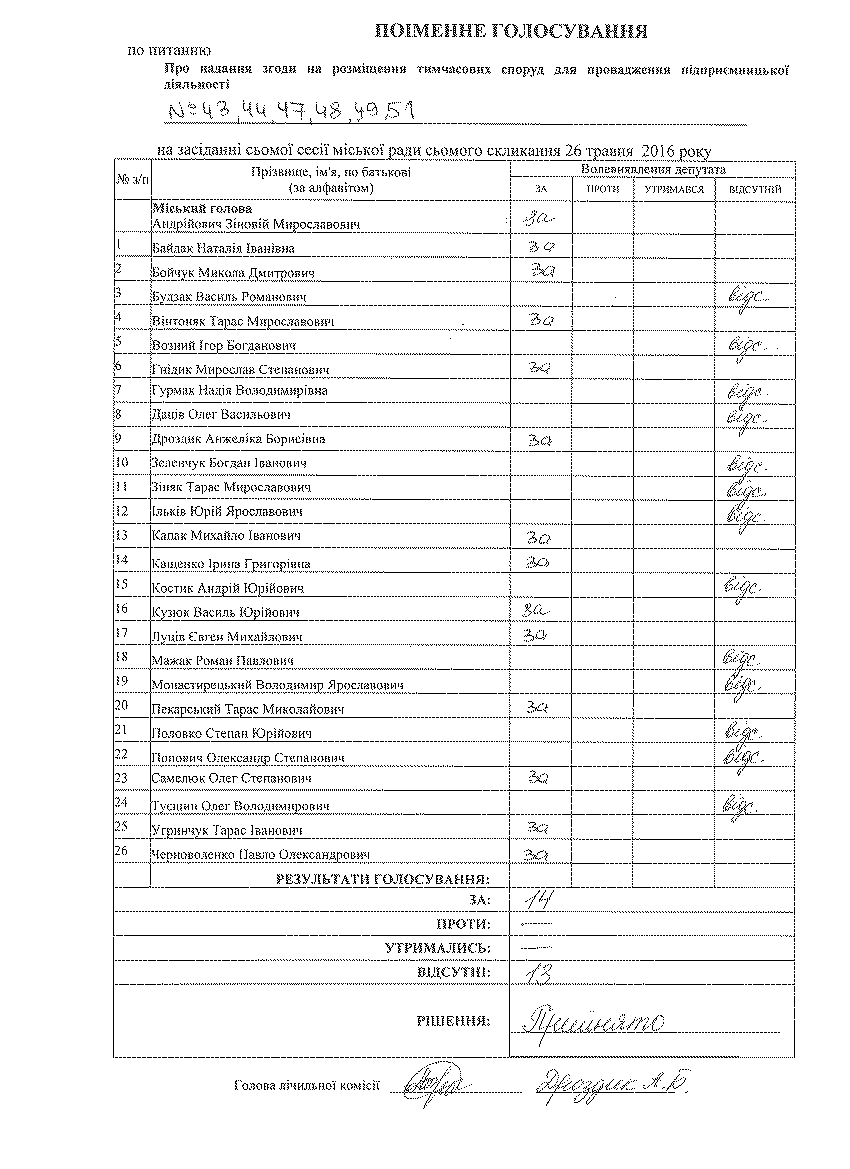 ПОІМЕННЕ ГОЛОСУВАННЯ
по питанню
Про надання згоди на розміщення тимчасових споруд для провадження підприємницької
діяльності
№43,44,47,48,49,51
на засіданні сьомої сесії міської ради сьомого скликання 26 травня 2016 року
№ з/п Прізвище, ім'я, по батькові (за алфавітом) Волевиявлення депутата
ЗА ПРОТИ УТРИМАВСЯ ВІДСУТНІЙ
Міський голова
Андрійович Зіновій Мирославович за
1 Байдак Наталія Іванівна за
2 Бойчук Микола Дмитрович за
3 Будзак Василь Романович відс.
4 Вінтоняк Тарас Мирославович за
5 Возний Ігор Богданович відс.
6 Гнідик Мирослав Степанович за
7 Гурмак Надія Володимирівна відс.
8 Даців Олег Васильович відс.
9 Дроздик Анжеліка Борисівна за
10 Зеленчук Богдан Іванович відс.
11 Зіняк Тарас Мирославович відс.
12 Ільків Юрій Ярославович відс.
13 Капак Михайло Іванович за
14 Кащенко Ірина Григорівна за
15 Костик Андрій Юрійович відс.
16 Кузюк Василь Юрійович за
17 Луців Євген Михайлович за
18 Мажак Роман Павлович відс.
19 Монастирецький Володимир Ярославович відс.
20 Пекарський Тарас Миколайович за
21 Половко Степан Юрійович відс.
22 Попович Олександр Степанович відс.
23 Самелюк Олег Степанович за
24 Тусшин Олег Володимирович відс.
25 Угринчук Тарас Іванович за
26 Черноволенко Павло Олександрович за
РЕЗУЛЬТАТИ ГОЛОСУВАННЯ:
ЗА: 14
ПРОТИ: —
УТРИМАЛИСЬ: —
ВІДСУТНІ: 13
РІШЕННЯ: Прийнято
Голова лічильної комісії Дроздик А.Б.